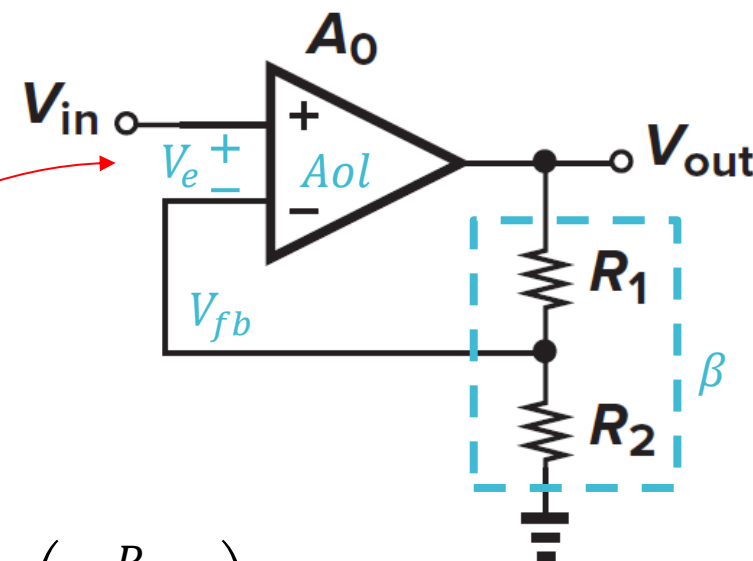 A0
Vin
+
Ve + −
Aol
−
Vout
R1
Vfb
β
R2
( R )